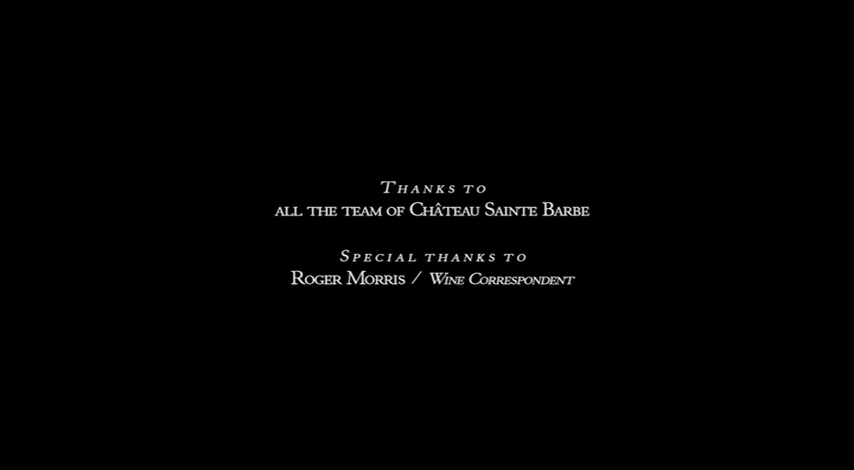 Thanks to
all the team of Château Sainte Barbe
Special thanks to
Roger Morris / Wine Correspondent